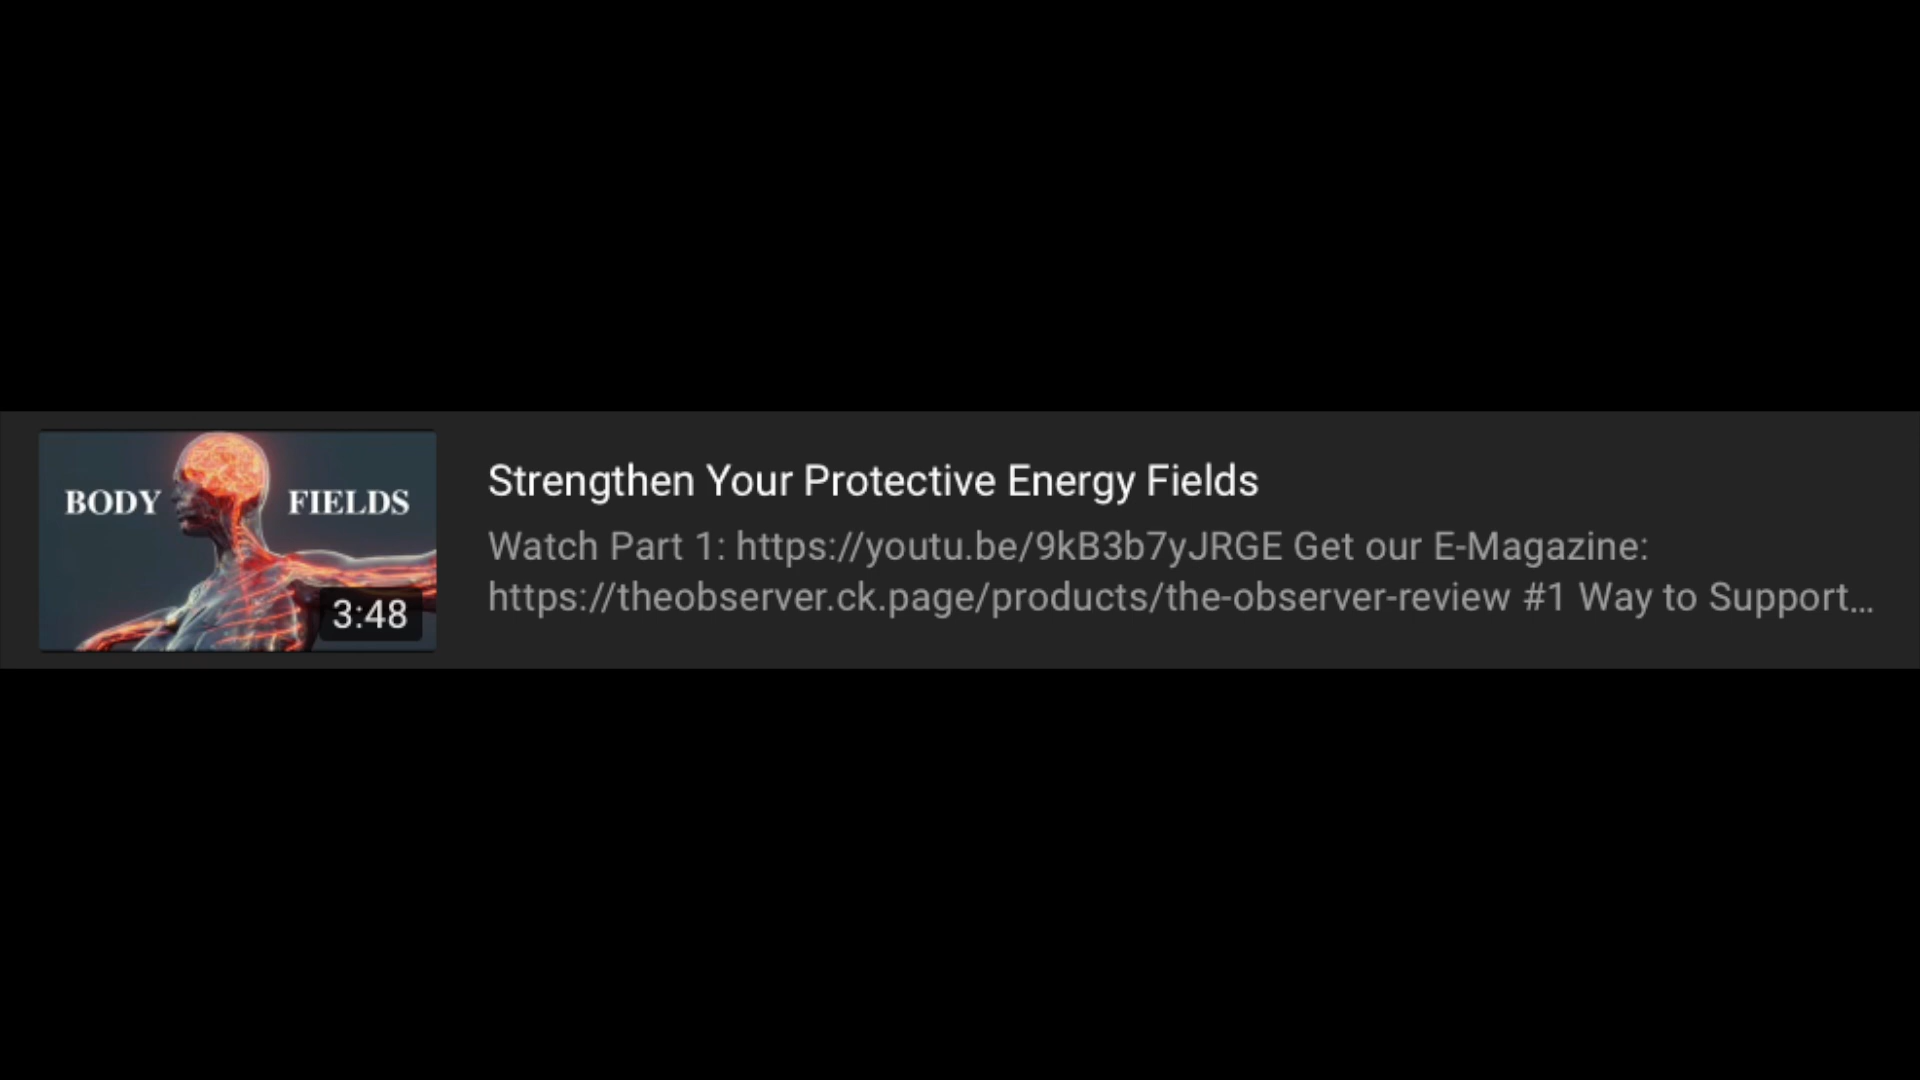 BODY FIELDS
3:48
Strengthen Your Protective Energy Fields
Watch Part 1: https://youtu.be/9kB3b7yJRGE Get our E-Magazine:
https://theobserver.ck.page/products/the-observer-review #1 Way to Support...